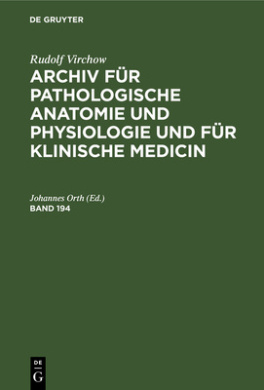 DE GRUYTER
Rudolf Virchow
ARCHIV FÜR
PATHOLOGISCHE
ANATOMIE UND
PHYSIOLOGIE UND FÜR
KLINISCHE MEDICIN
Johannes Orth (Ed.)
BAND 194
DE
G